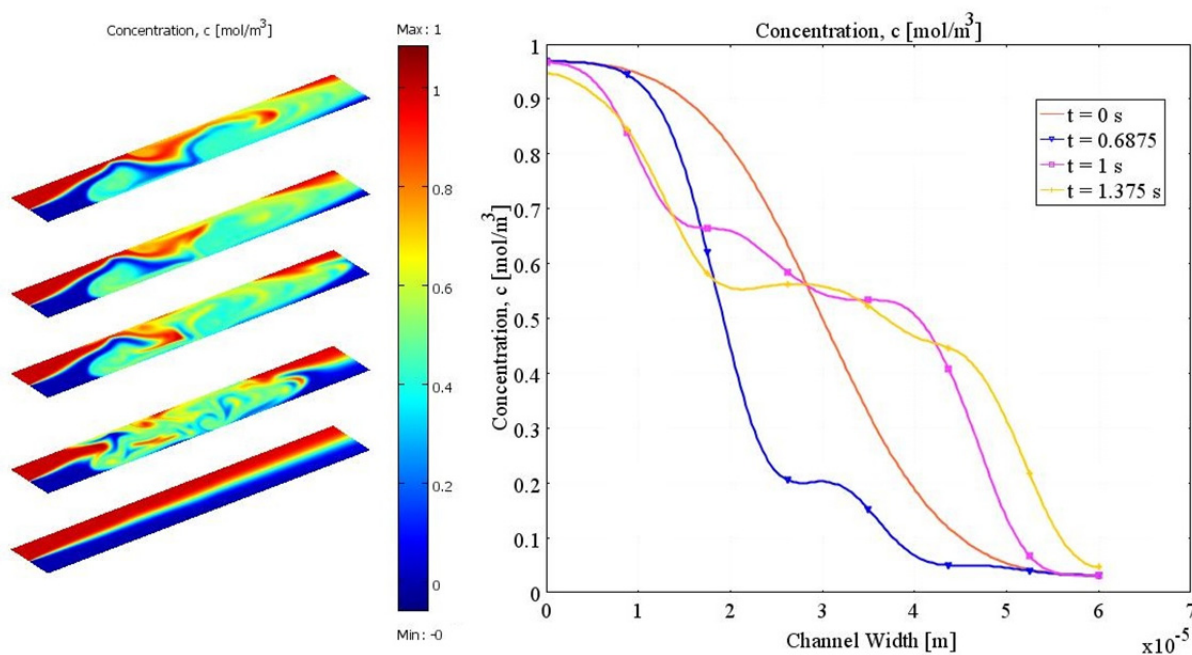 Concentration, c [mol/m³]
Max: 1
1
0.8
0.6
0.4
0.2
0
Min: -0
Concentration, c [mol/m³]
1
0.9
0.8
0.7
0.6
0.5
0.4
0.3
0.2
0.1
0
Concentration, c [mol/m³]
t = 0 s
t = 0.6875
t = 1 s
t = 1.375 s
0 1 2 3 4 5 6 7
x10⁻⁵
Channel Width [m]